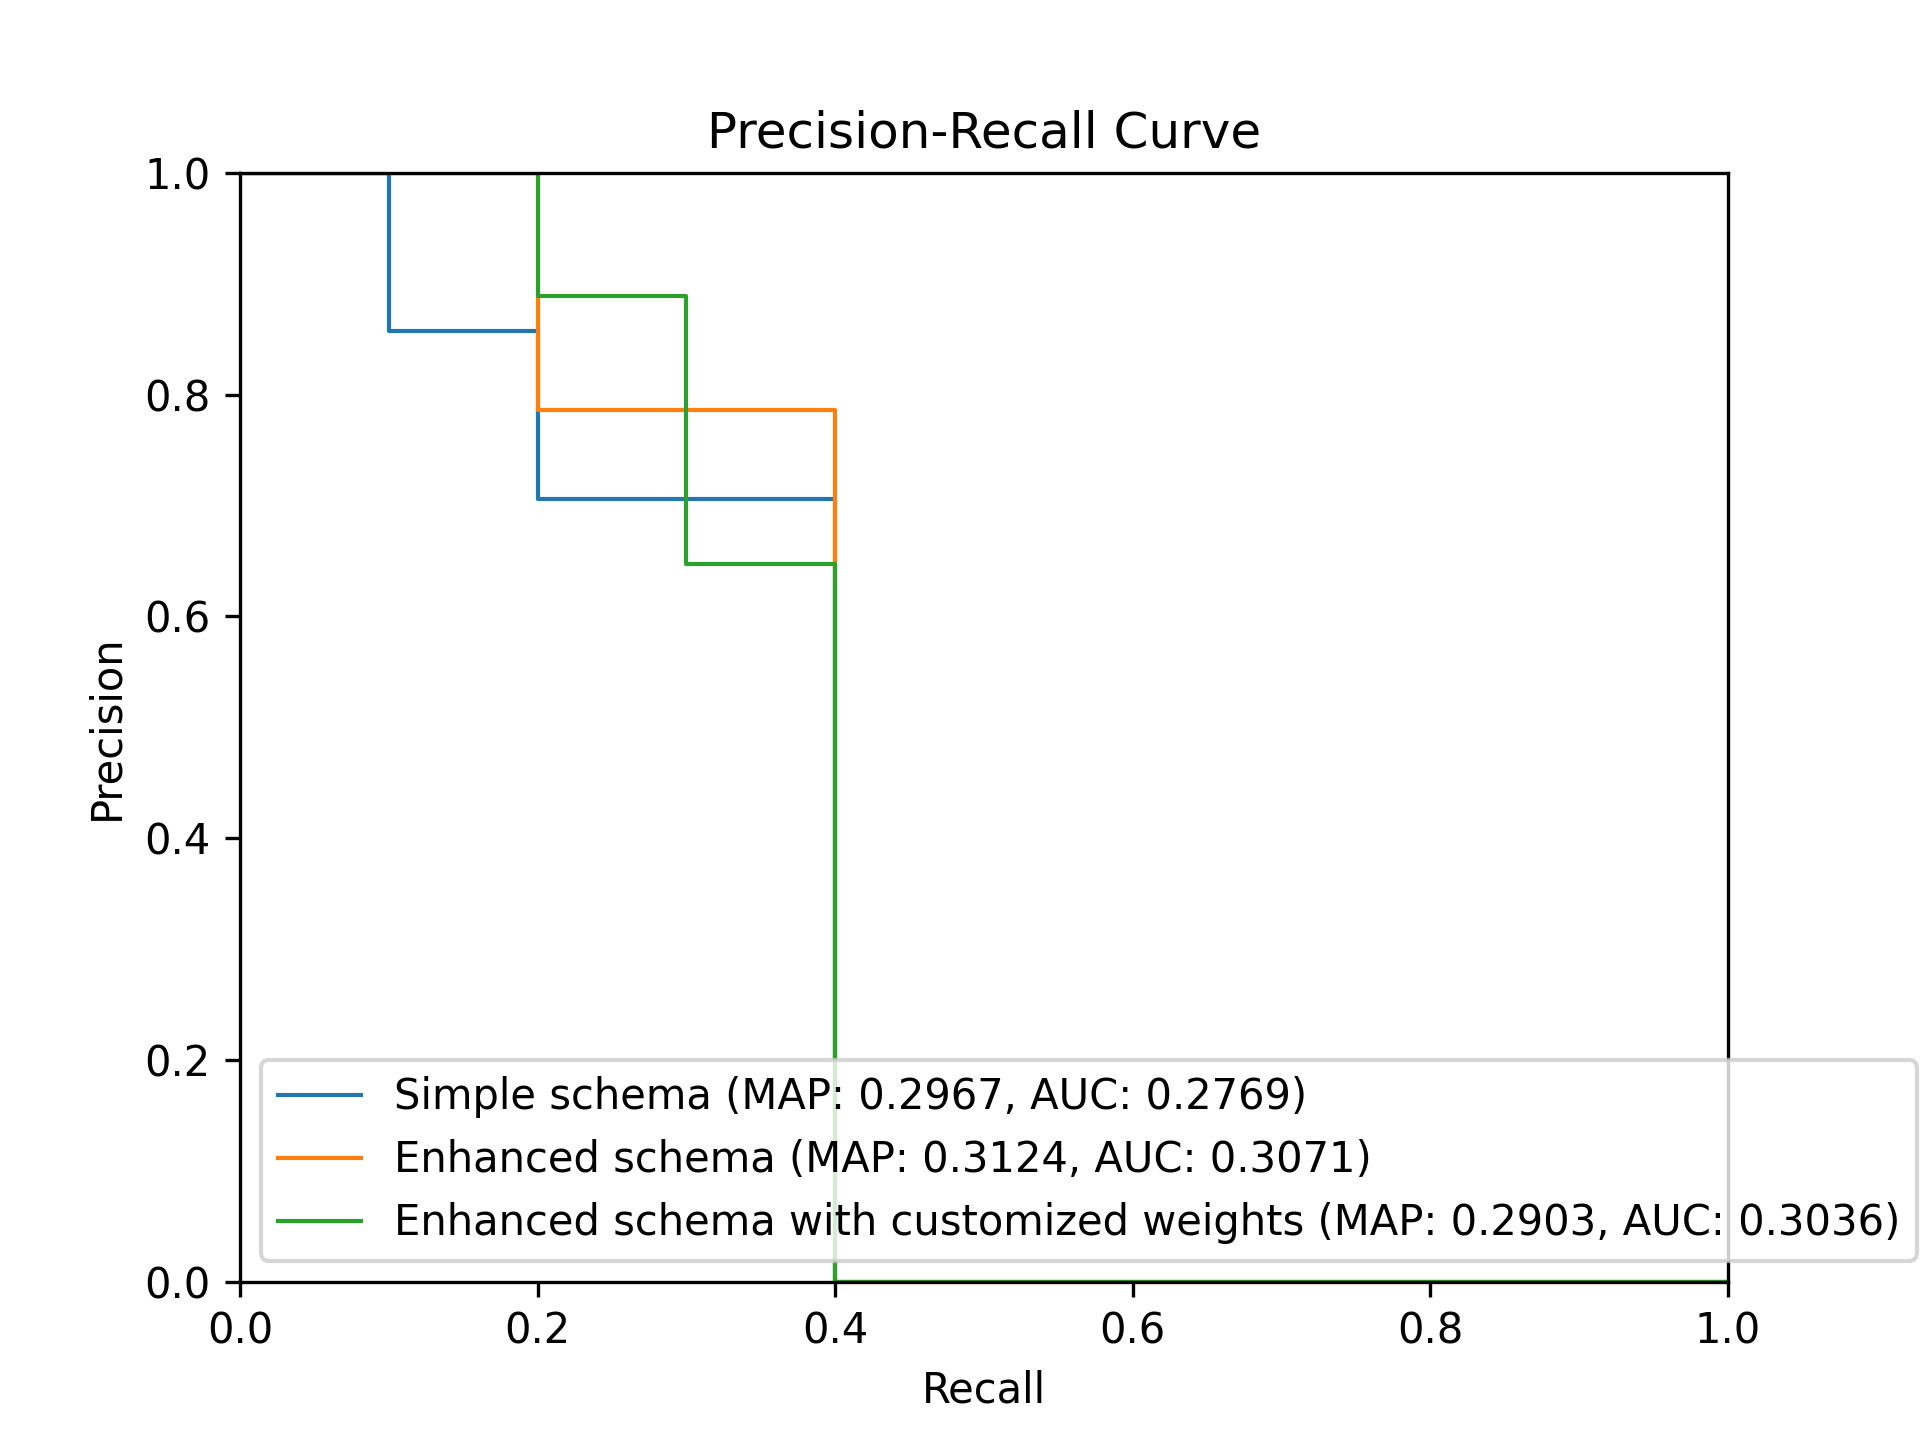 Precision-Recall Curve
1.0
0.8
0.6
0.4
0.2
0.0
Precision
Simple schema (MAP: 0.2967, AUC: 0.2769)
Enhanced schema (MAP: 0.3124, AUC: 0.3071)
Enhanced schema with customized weights (MAP: 0.2903, AUC: 0.3036)
0.0 0.2 0.4 0.6 0.8 1.0
Recall